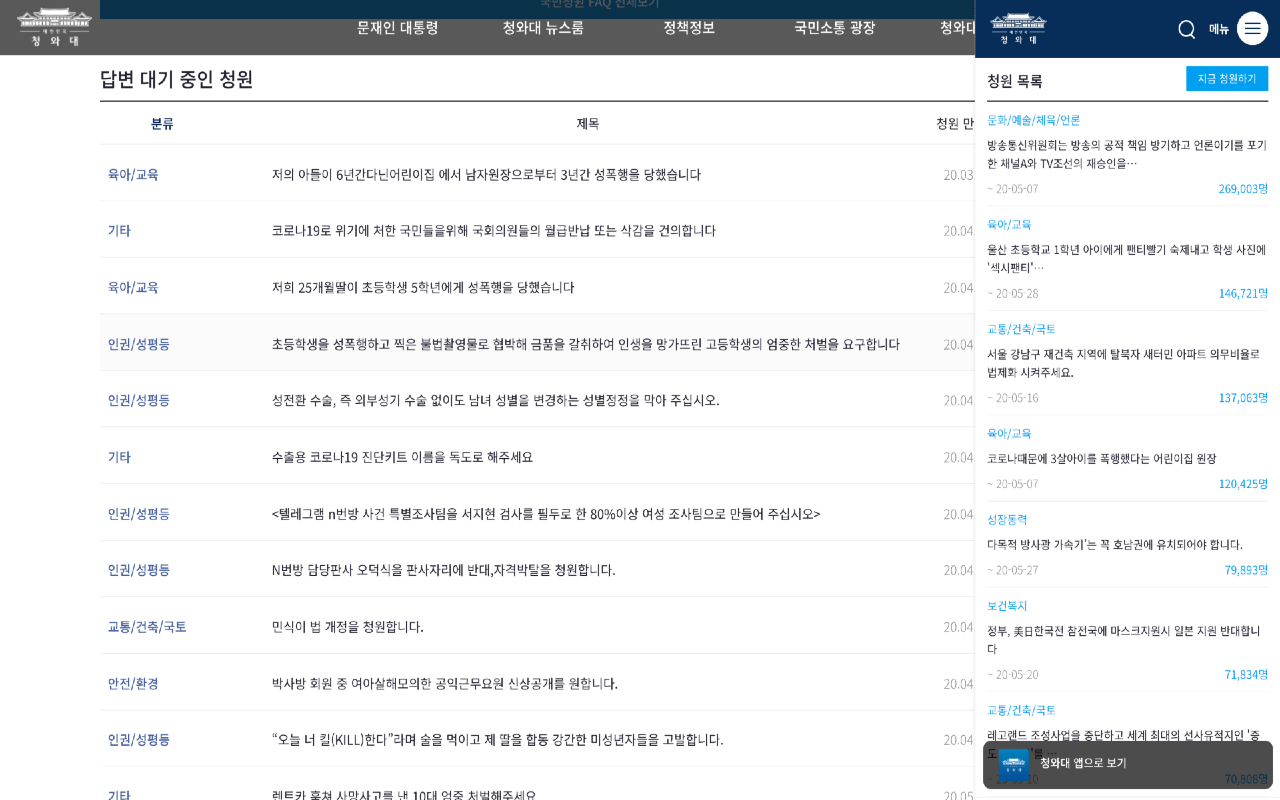 국민청원 FAQ 전체보기
대한민국
청와대
문재인 대통령
청와대 뉴스룸
정책정보
국민소통 광장
청와대
답변 대기 중인 청원
분류 제목 청원 만
육아/교육 저의 아들이 6년간다닌어린이집 에서 남자원장으로부터 3년간 성폭행을 당했습니다 20.03
기타 코로나19로 위기에 처한 국민들을위해 국회의원들의 월급반납 또는 삭감을 건의합니다 20.04
육아/교육 저희 25개월딸이 초등학생 5학년에게 성폭행을 당했습니다 20.04
인권/성평등 초등학생을 성폭행하고 찍은 불법촬영물로 협박해 금품을 갈취하여 인생을 망가뜨린 고등학생의 엄중한 처벌을 요구합니다 20.04
인권/성평등 성전환 수술, 즉 외부성기 수술 없이도 남녀 성별을 변경하는 성별정정을 막아 주십시오. 20.04
기타 수출용 코로나19 진단키트 이름을 독도로 해주세요 20.04
인권/성평등 <텔레그램 n번방 사건 특별조사팀을 서지현 검사를 필두로 한 80%이상 여성 조사팀으로 만들어 주십시오> 20.04
인권/성평등 N번방 담당판사 오덕식을 판사자리에 반대,자격박탈을 청원합니다. 20.04
교통/건축/국토 민식이 법 개정을 청원합니다. 20.04
안전/환경 박사방 회원 중 여아살해모의한 공익근무요원 신상공개를 원합니다. 20.04
인권/성평등 “오늘 너 킬(KILL)한다”라며 술을 먹이고 제 딸을 합동 강간한 미성년자들을 고발합니다. 20.04
기타 렌트카 훔쳐 사망사고를 낸 10대 엄중 처벌해주세요 20.05
대한민국
청와대
메뉴
청원 목록
지금 청원하기
문화/예술/체육/언론
방송통신위원회는 방송의 공적 책임 방기하고 언론이기를 포기
한 채널A와 TV조선의 재승인을…
~ 20-05-07 269,003명
육아/교육
울산 초등학교 1학년 아이에게 팬티빨기 숙제내고 학생 사진에
'섹시팬티'…
~ 20-05-28 146,721명
교통/건축/국토
서울 강남구 재건축 지역에 탈북자 새터민 아파트 의무비율로
법제화 시켜주세요.
~ 20-05-16 137,063명
육아/교육
코로나때문에 3살아이를 폭행했다는 어린이집 원장
~ 20-05-07 120,425명
성장동력
다목적 방사광 가속기'는 꼭 호남권에 유치되어야 합니다.
~ 20-05-27 79,893명
보건복지
정부, 美日한국전 참전국에 마스크지원시 일본 지원 반대합니
다
~ 20-05-20 71,834명
교통/건축/국토
레고랜드 조성사업을 중단하고 세계 최대의 선사유적지인 '중
70,808명
청와대 앱으로 보기